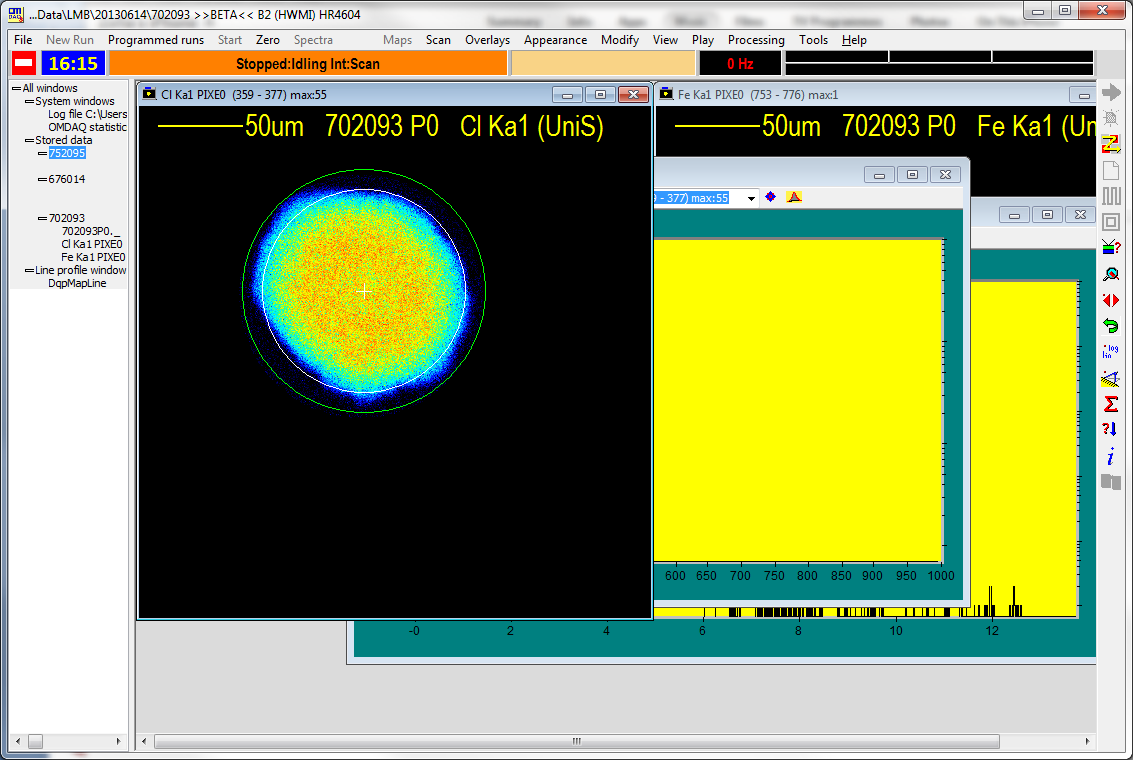 ...Data\LMB\20130614\702093 >>BETA<< B2 (HWMI) HR4604
File New Run Programmed runs Start Zero Spectra Maps Scan Overlays Appearance Modify View Play Processing Tools Help
16:15 Stopped:Idling Int:Scan 0 Hz
All windows
System windows
Log file C:\Users
OMDAQ statistic
Stored data
752095
676014
702093
702093P0._
Cl Ka1 PIXE0
Fe Ka1 PIXE0
Line profile window
DqpMapLine
Cl Ka1 PIXE0 (359 - 377) max:55
50um 702093 P0 Cl Ka1 (UniS)
Fe Ka1 PIXE0 (753 - 776) max:1
50um 702093 P0 Fe Ka1 (Un
9 - 377) max:55
600 650 700 750 800 850 900 950 1000
-0 2 4 6 8 10 12
log
lin